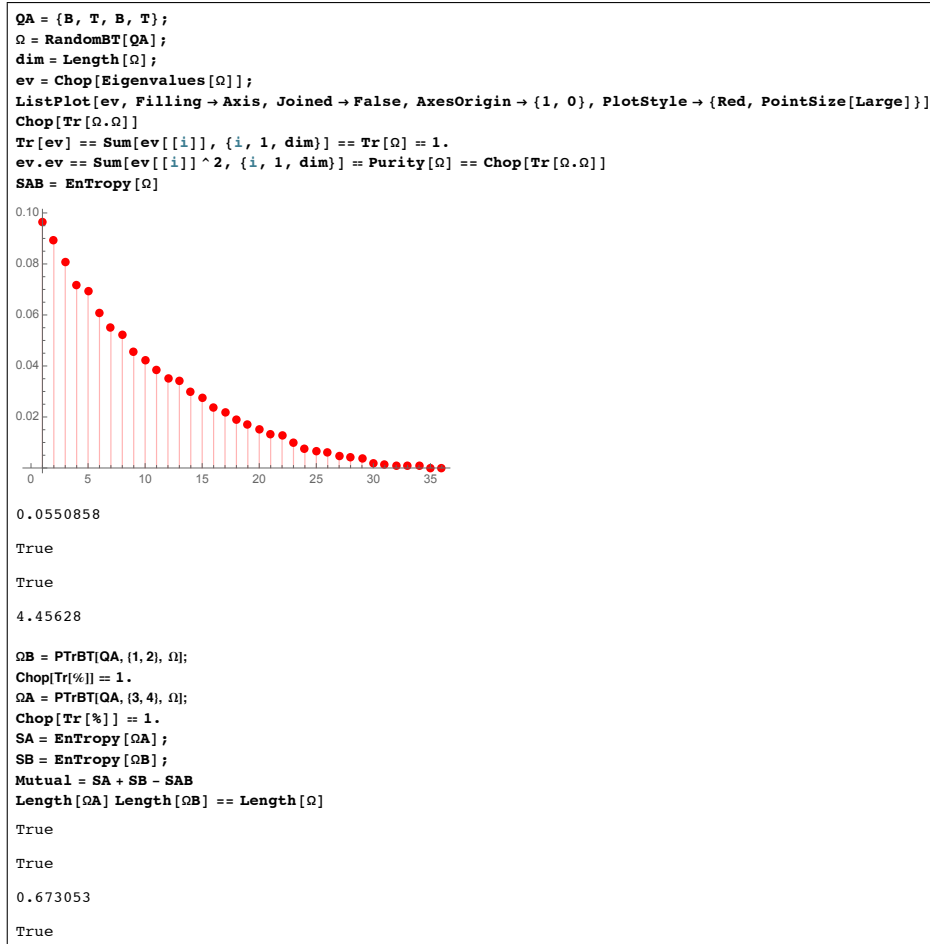 QA = {B, T, B, T};
Ω = RandomBT[QA];
dim = Length[Ω];
ev = Chop[Eigenvalues[Ω]];
ListPlot[ev, Filling → Axis, Joined → False, AxesOrigin → {1, 0}, PlotStyle → {Red, PointSize[Large]}]
Chop[Tr[Ω.Ω]]
Tr[ev] == Sum[ev[[i]], {i, 1, dim}] == Tr[Ω] == 1.
ev.ev == Sum[ev[[i]] ^ 2, {i, 1, dim}] == Purity[Ω] == Chop[Tr[Ω.Ω]]
SAB = EnTropy[Ω]
0.10
0.08
0.06
0.04
0.02
0 5 10 15 20 25 30 35
0.0550858
True
True
4.45628
ΩB = PTrBT[QA, {1, 2}, Ω];
Chop[Tr[%]] == 1.
ΩA = PTrBT[QA, {3, 4}, Ω];
Chop[Tr[%]] == 1.
SA = EnTropy[ΩA];
SB = EnTropy[ΩB];
Mutual = SA + SB - SAB
Length[ΩA] Length[ΩB] == Length[Ω]
True
True
0.673053
True